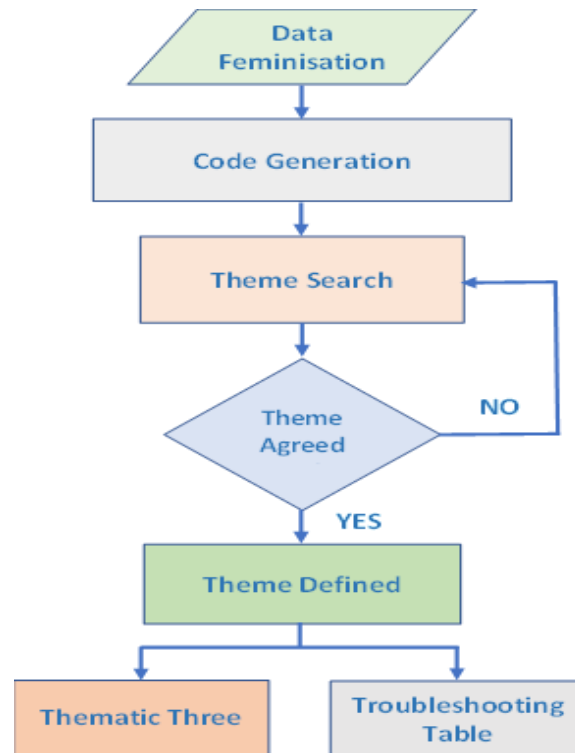 Data
Feminisation
Code Generation
Theme Search
Theme
Agreed
NO
YES
Theme Defined
Thematic Three
Troubleshooting
Table